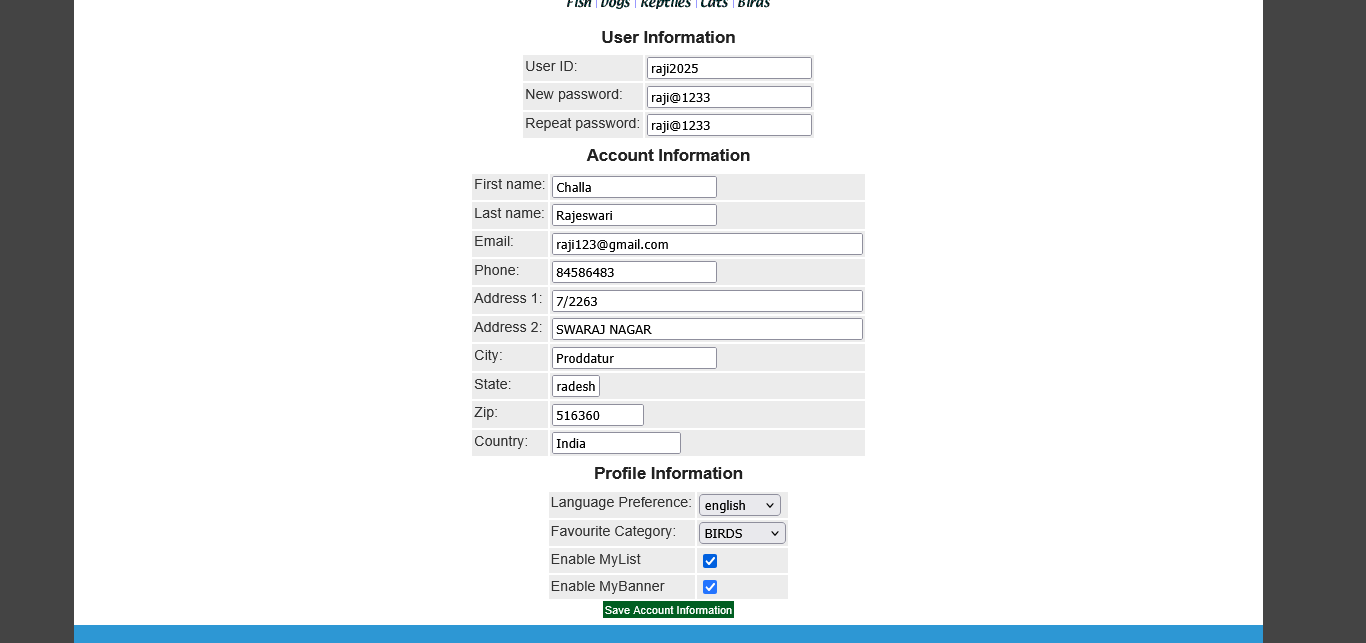 Fish | Dogs | Reptiles | Cats | Birds
User Information
User ID: raji2025
New password: raji@1233
Repeat password: raji@1233
Account Information
First name: Challa
Last name: Rajeswari
Email: raji123@gmail.com
Phone: 84586483
Address 1: 7/2263
Address 2: SWARAJ NAGAR
City: Proddatur
State: radesh
Zip: 516360
Country: India
Profile Information
Language Preference: english
Favourite Category: BIRDS
Enable MyList
Enable MyBanner
Save Account Information